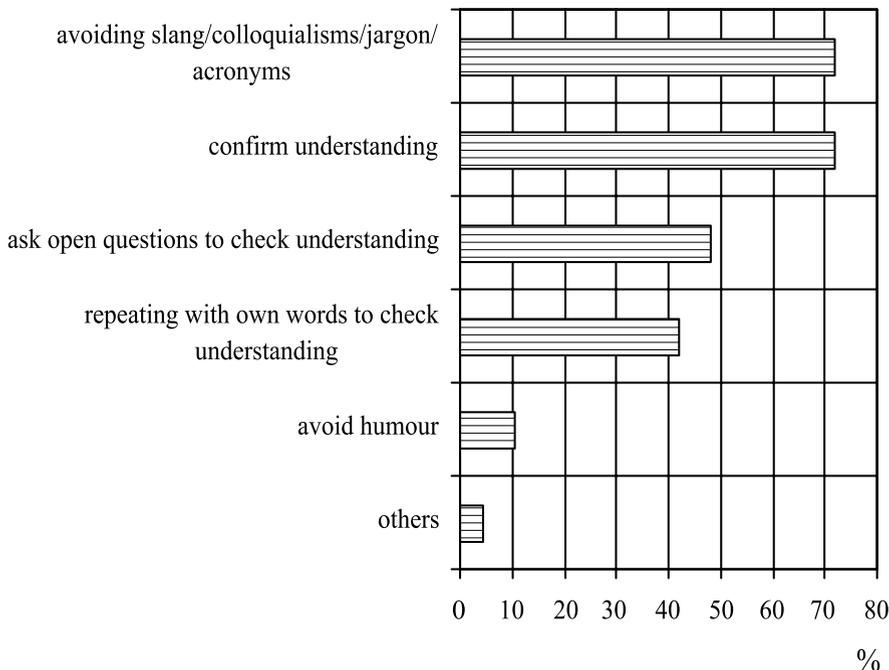 avoiding slang/colloquialisms/jargon/
acronyms
confirm understanding
ask open questions to check understanding
repeating with own words to check
understanding
avoid humour
others
0 10 20 30 40 50 60 70 80
%